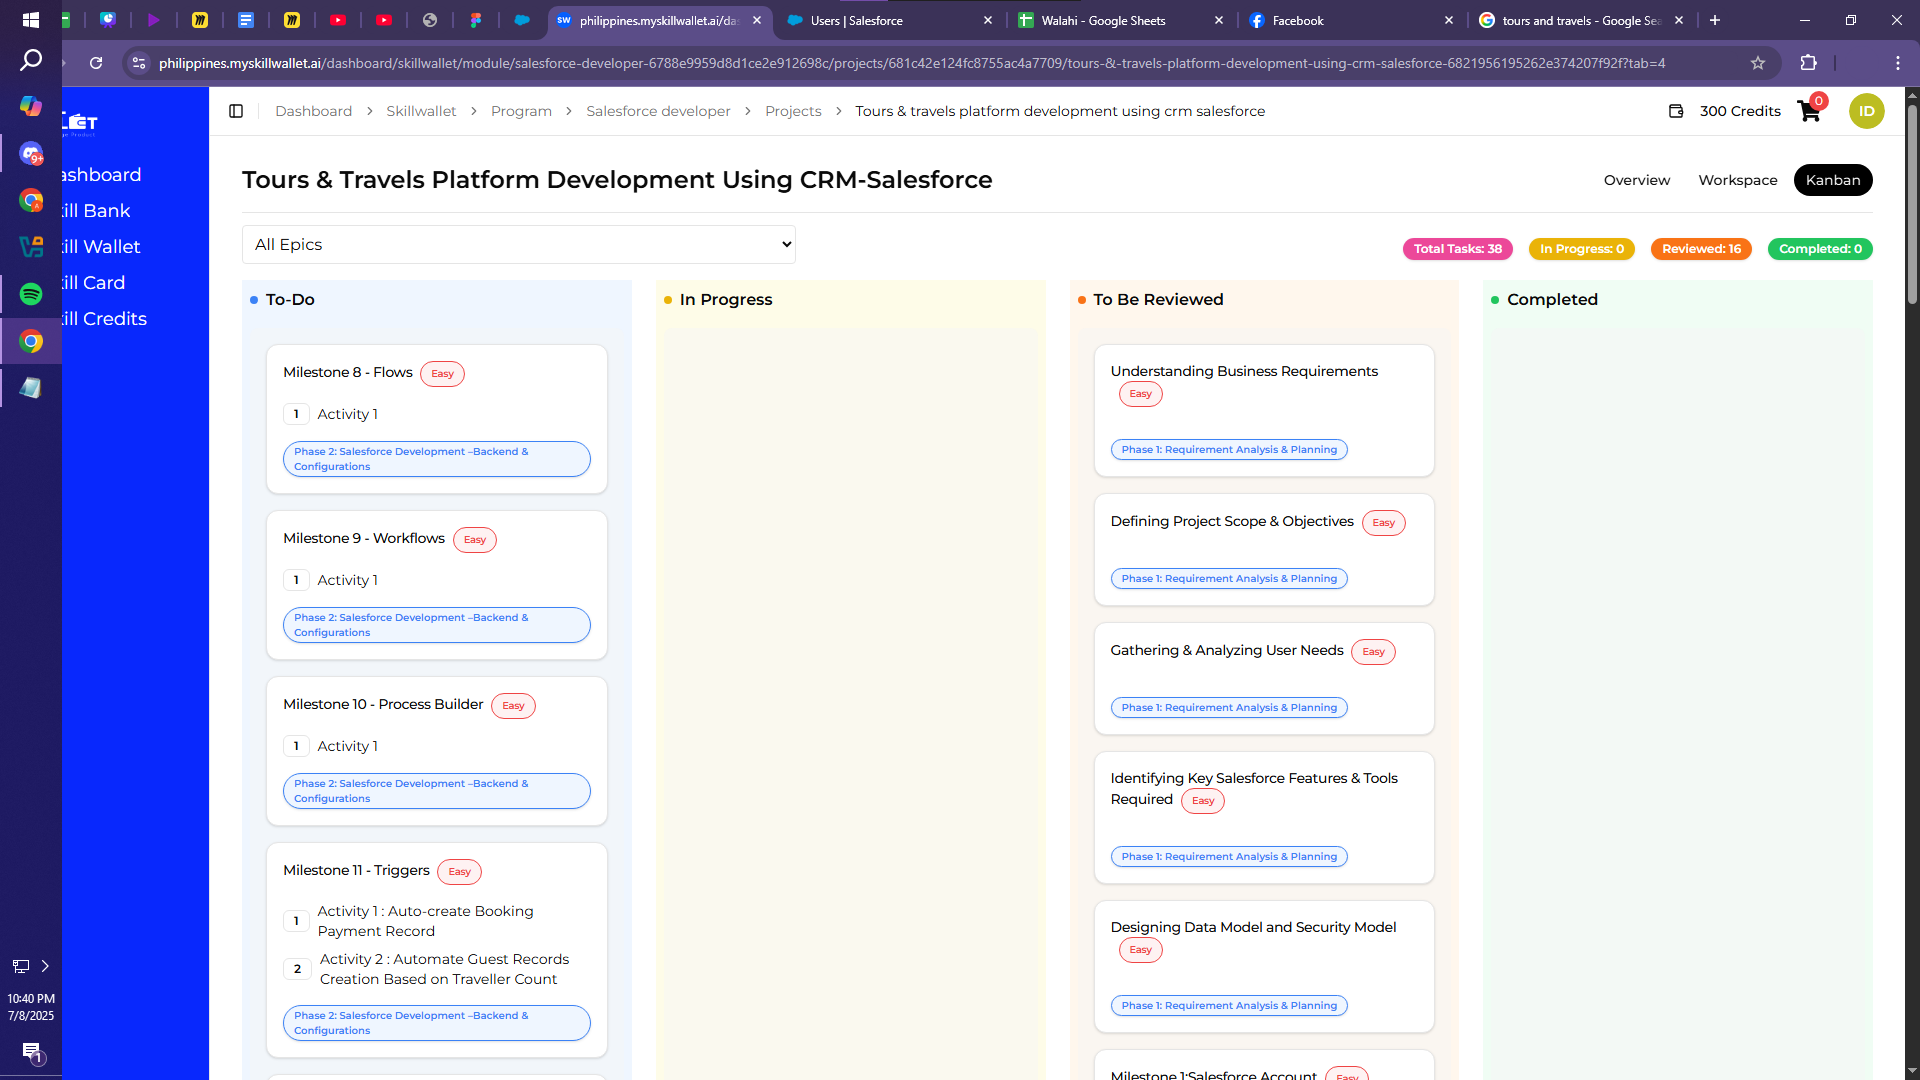 philippines.myskillwallet.ai/das
Users | Salesforce
Walahi - Google Sheets
Facebook
tours and travels - Google Sea
philippines.myskillwallet.ai/dashboard/skillwallet/module/salesforce-developer-6788e9959d8d1ce2e912698c/projects/681c42e124fc8755ac4a7709/tours-&-travels-platform-development-using-crm-salesforce-6821956195262e374207f92f?tab=4
Dashboard > Skillwallet > Program > Salesforce developer > Projects > Tours & travels platform development using crm salesforce
300 Credits
0
ID
LET
ashboard
ill Bank
ill Wallet
ill Card
ill Credits
9+
Tours & Travels Platform Development Using CRM-Salesforce
Overview
Workspace
Kanban
All Epics
Total Tasks: 38
In Progress: 0
Reviewed: 16
Completed: 0
To-Do
Milestone 8 - Flows Easy
1 Activity 1
Phase 2: Salesforce Development –Backend &
Configurations
Milestone 9 - Workflows Easy
1 Activity 1
Phase 2: Salesforce Development –Backend &
Configurations
Milestone 10 - Process Builder Easy
1 Activity 1
Phase 2: Salesforce Development –Backend &
Configurations
Milestone 11 - Triggers Easy
1 Activity 1 : Auto-create Booking
Payment Record
2 Activity 2 : Automate Guest Records
Creation Based on Traveller Count
Phase 2: Salesforce Development –Backend &
Configurations
In Progress
To Be Reviewed
Understanding Business Requirements
Easy
Phase 1: Requirement Analysis & Planning
Defining Project Scope & Objectives Easy
Phase 1: Requirement Analysis & Planning
Gathering & Analyzing User Needs Easy
Phase 1: Requirement Analysis & Planning
Identifying Key Salesforce Features & Tools
Required Easy
Phase 1: Requirement Analysis & Planning
Designing Data Model and Security Model
Easy
Phase 1: Requirement Analysis & Planning
Milestone 1:Salesforce Account Easy
Completed
10:40 PM
7/8/2025
1